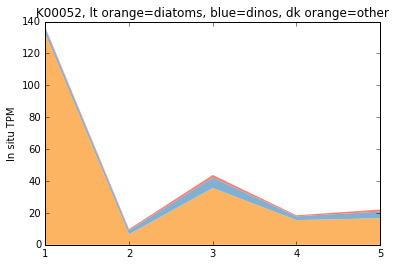 K00052, lt orange=diatoms, blue=dinos, dk orange=other
In situ TPM
140
120
100
80
60
40
20
0
1 2 3 4 5